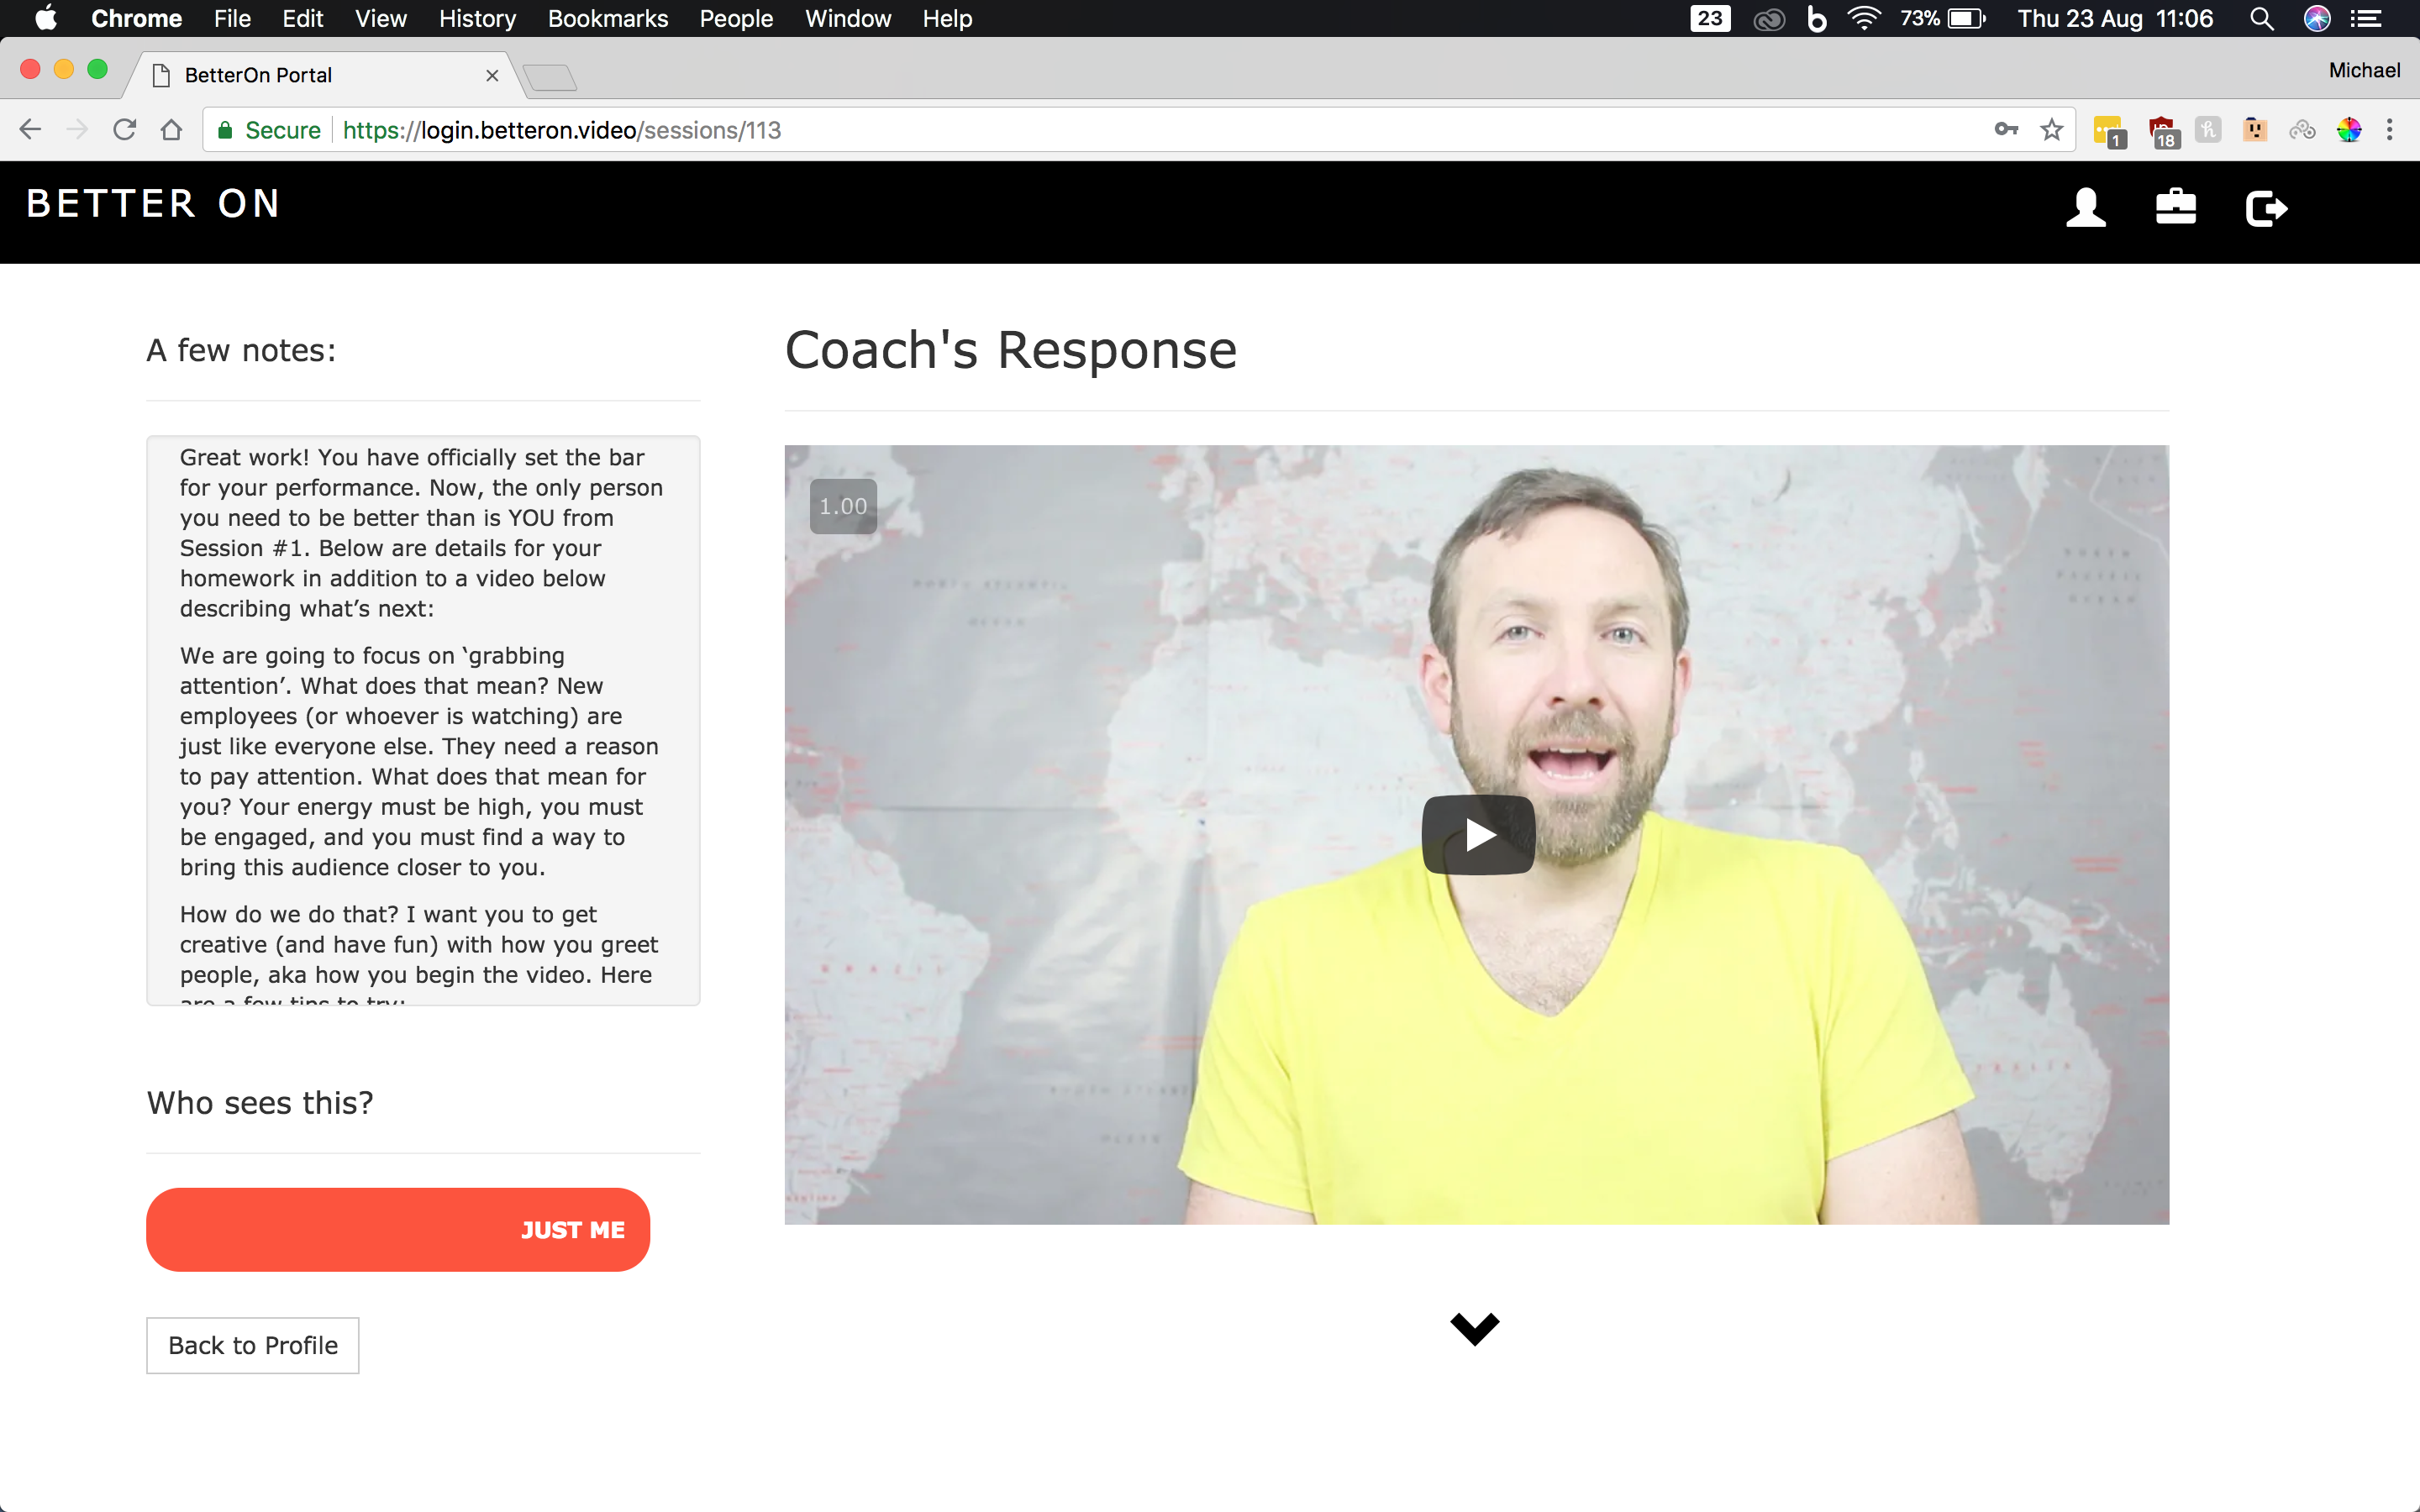 Chrome File Edit View History Bookmarks People Window Help 23 73% Thu 23 Aug 11:06
BetterOn Portal
Michael
Secure https://login.betteron.video/sessions/113
1
18
BETTER ON
A few notes:
Coach's Response
Great work! You have officially set the bar
for your performance. Now, the only person
you need to be better than is YOU from
Session #1. Below are details for your
homework in addition to a video below
describing what’s next:
We are going to focus on ‘grabbing
attention’. What does that mean? New
employees (or whoever is watching) are
just like everyone else. They need a reason
to pay attention. What does that mean for
you? Your energy must be high, you must
be engaged, and you must find a way to
bring this audience closer to you.
How do we do that? I want you to get
creative (and have fun) with how you greet
people, aka how you begin the video. Here
are a few tips to try:
1.00
BRAZIL
Who sees this?
JUST ME
Back to Profile